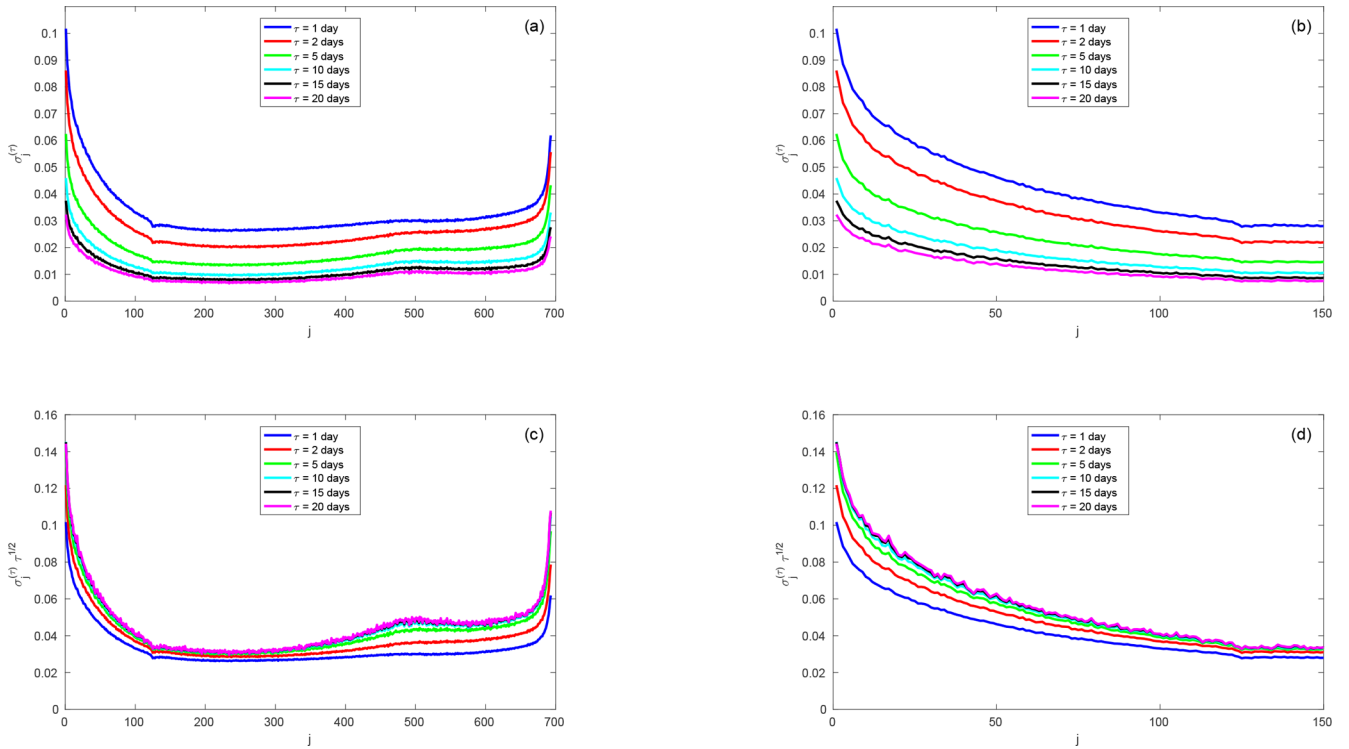 (a)
τ = 1 day
τ = 2 days
τ = 5 days
τ = 10 days
τ = 15 days
τ = 20 days
0.1
0.09
0.08
0.07
0.06
0.05
0.04
0.03
0.02
0.01
0
σ_j^(τ)
0 100 200 300 400 500 600 700
j
(b)
τ = 1 day
τ = 2 days
τ = 5 days
τ = 10 days
τ = 15 days
τ = 20 days
0.1
0.09
0.08
0.07
0.06
0.05
0.04
0.03
0.02
0.01
0
σ_j^(τ)
0 50 100 150
j
(c)
τ = 1 day
τ = 2 days
τ = 5 days
τ = 10 days
τ = 15 days
τ = 20 days
0.16
0.14
0.12
0.1
0.08
0.06
0.04
0.02
0
σ_j^(τ) τ^1/2
0 100 200 300 400 500 600 700
j
(d)
τ = 1 day
τ = 2 days
τ = 5 days
τ = 10 days
τ = 15 days
τ = 20 days
0.16
0.14
0.12
0.1
0.08
0.06
0.04
0.02
0
σ_j^(τ) τ^1/2
0 50 100 150
j